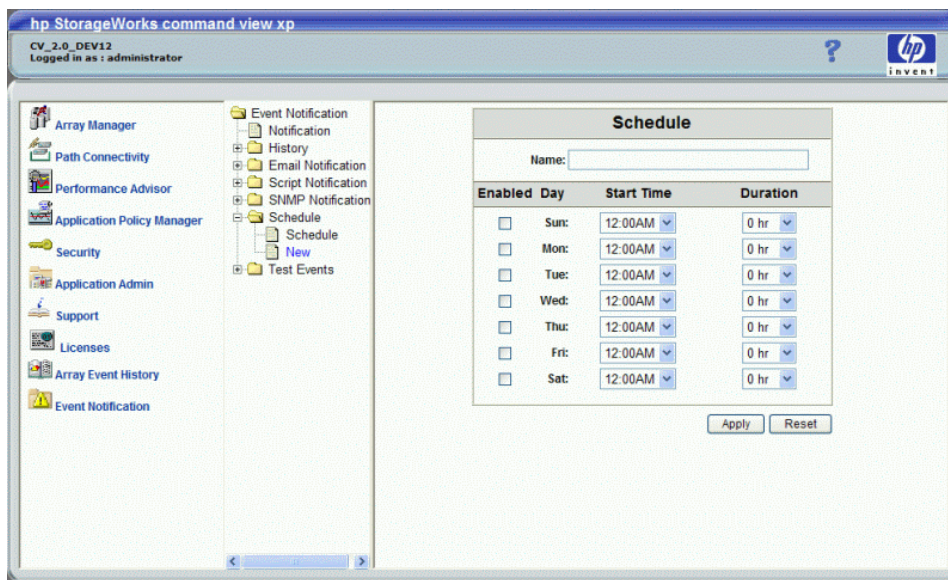 hp StorageWorks command view xp
CV_2.0_DEV12
Logged in as : administrator
?
hp
invent
Array Manager
Path Connectivity
Performance Advisor
Application Policy Manager
Security
Application Admin
Support
Licenses
Array Event History
Event Notification
Event Notification
Notification
History
Email Notification
Script Notification
SNMP Notification
Schedule
Schedule
New
Test Events
Schedule
Name:
Enabled Day Start Time Duration
Sun: 12:00AM 0 hr
Mon: 12:00AM 0 hr
Tue: 12:00AM 0 hr
Wed: 12:00AM 0 hr
Thu: 12:00AM 0 hr
Fri: 12:00AM 0 hr
Sat: 12:00AM 0 hr
Apply Reset